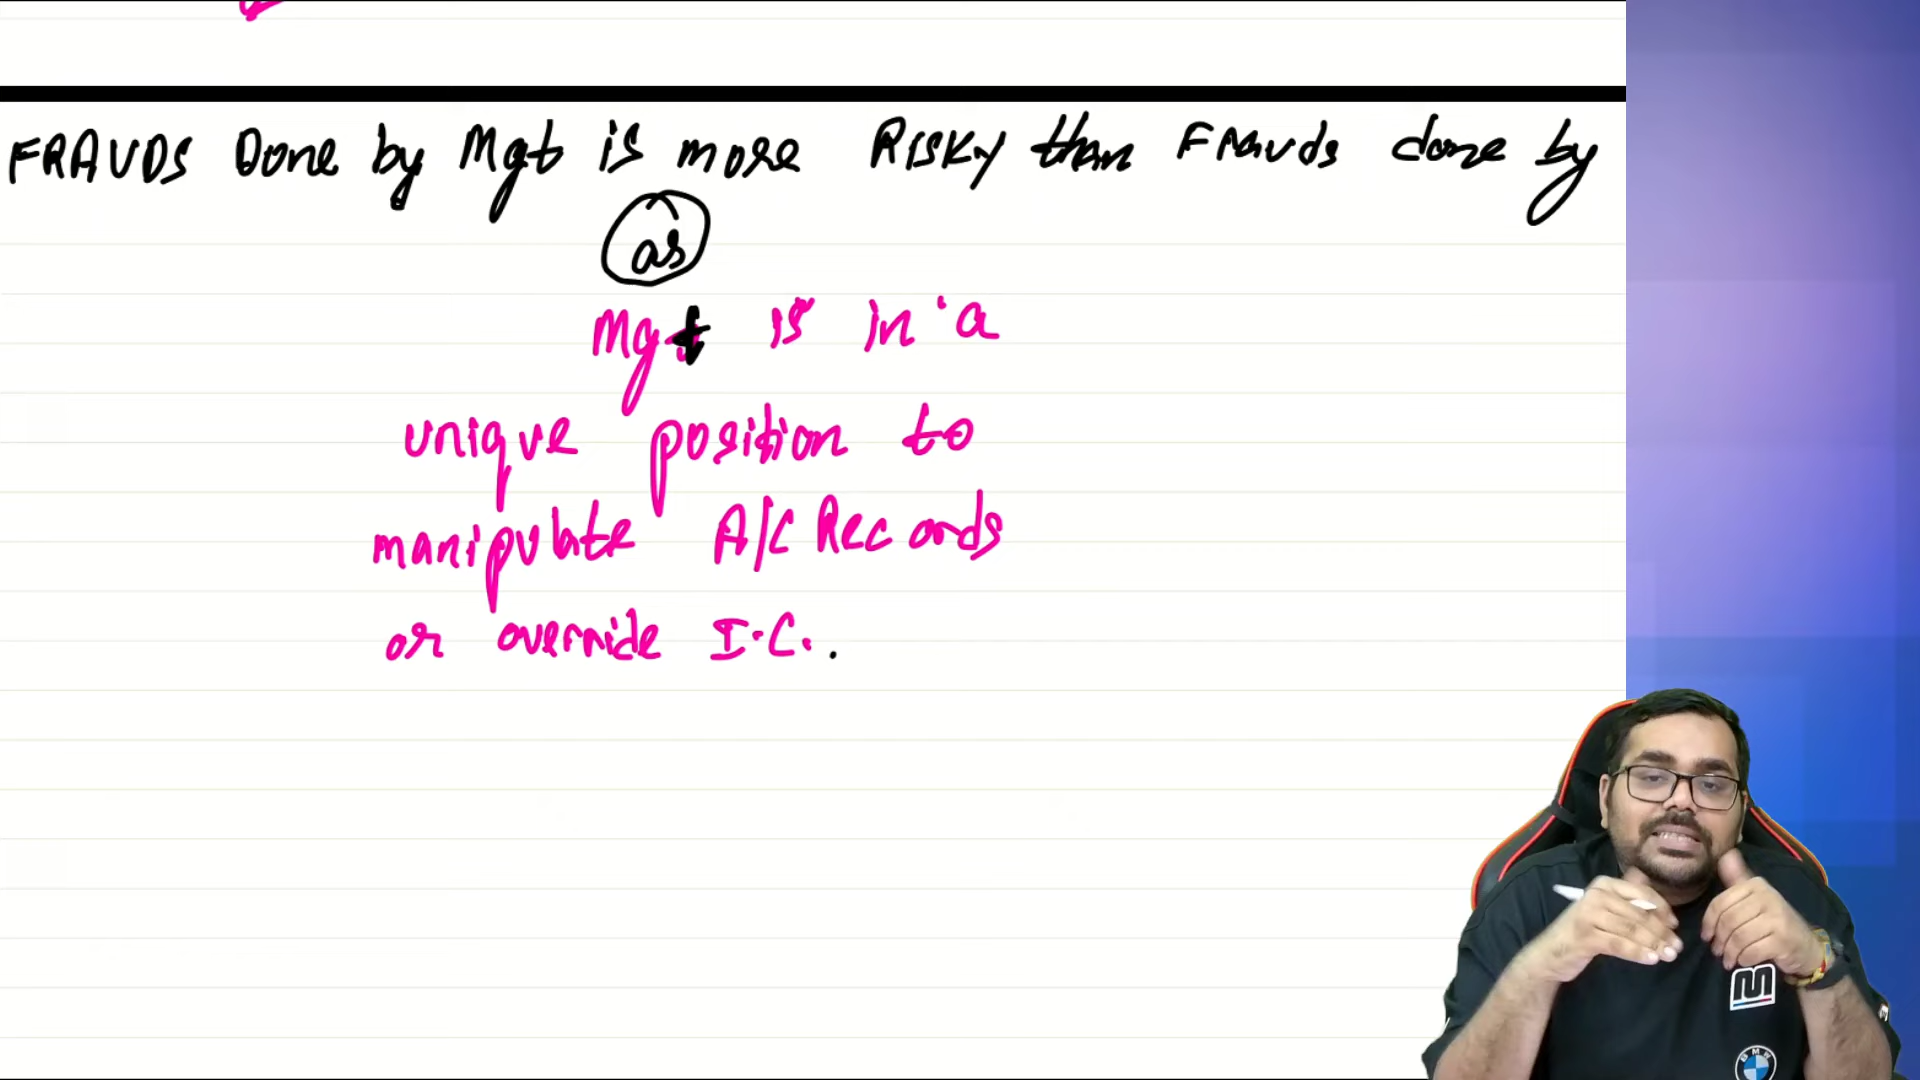 FRAUDS Done by Mgt is more Risky than Frauds done by
as
Mgt is in a
unique position to
manipulate A/C Records
or override I.C..
M
BMW